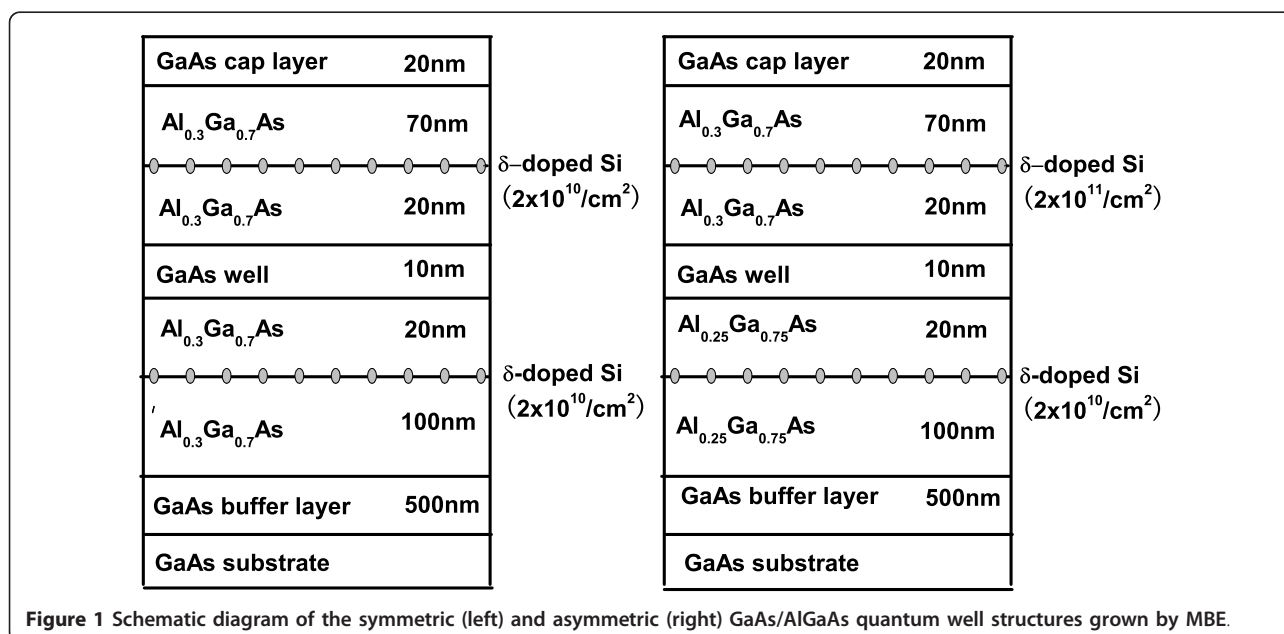 GaAs cap layer 20nm
Al0.3Ga0.7As 70nm
δ–doped Si
(2x10^10/cm^2)
Al0.3Ga0.7As 20nm
GaAs well 10nm
Al0.3Ga0.7As 20nm
δ-doped Si
(2x10^10/cm^2)
Al0.3Ga0.7As 100nm
GaAs buffer layer 500nm
GaAs substrate
GaAs cap layer 20nm
Al0.3Ga0.7As 70nm
δ–doped Si
(2x10^11/cm^2)
Al0.3Ga0.7As 20nm
GaAs well 10nm
Al0.25Ga0.75As 20nm
δ-doped Si
(2x10^10/cm^2)
Al0.25Ga0.75As 100nm
GaAs buffer layer 500nm
GaAs substrate
Figure 1 Schematic diagram of the symmetric (left) and asymmetric (right) GaAs/AlGaAs quantum well structures grown by MBE.